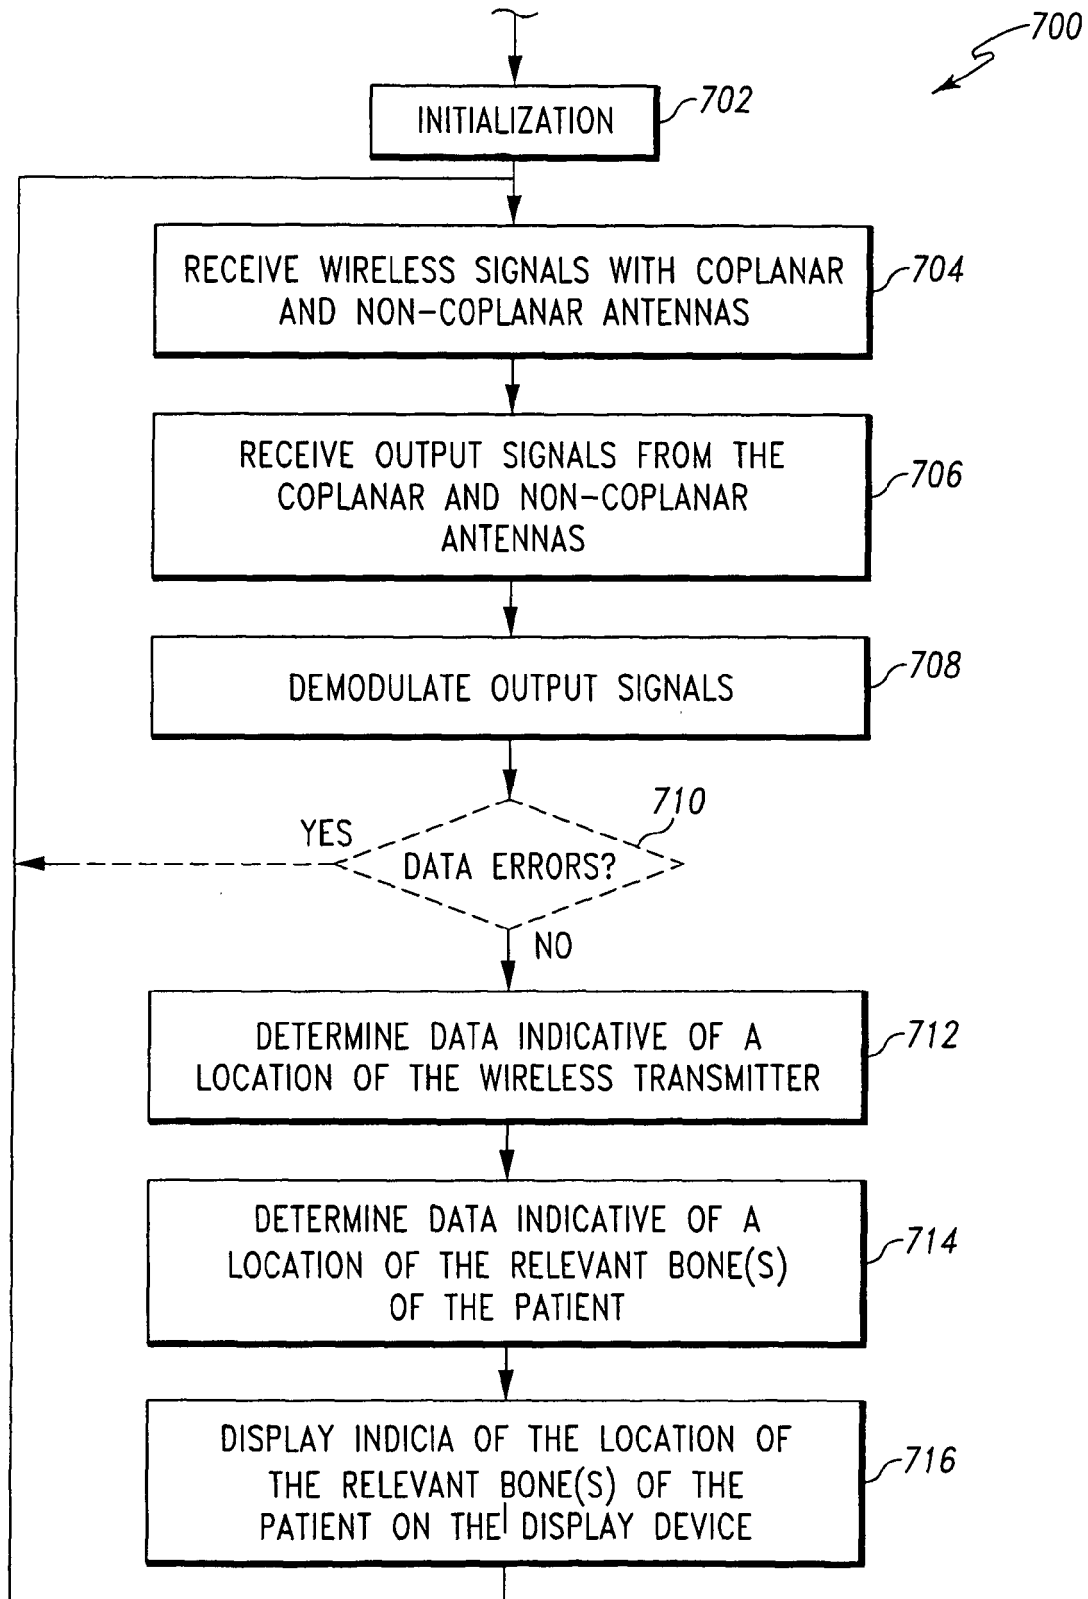 700
INITIALIZATION
702
RECEIVE WIRELESS SIGNALS WITH COPLANAR
AND NON-COPLANAR ANTENNAS
704
RECEIVE OUTPUT SIGNALS FROM THE
COPLANAR AND NON-COPLANAR
ANTENNAS
706
DEMODULATE OUTPUT SIGNALS
708
710
YES
DATA ERRORS?
NO
DETERMINE DATA INDICATIVE OF A
LOCATION OF THE WIRELESS TRANSMITTER
712
DETERMINE DATA INDICATIVE OF A
LOCATION OF THE RELEVANT BONE(S)
OF THE PATIENT
714
DISPLAY INDICIA OF THE LOCATION OF
THE RELEVANT BONE(S) OF THE
PATIENT ON THE DISPLAY DEVICE
716